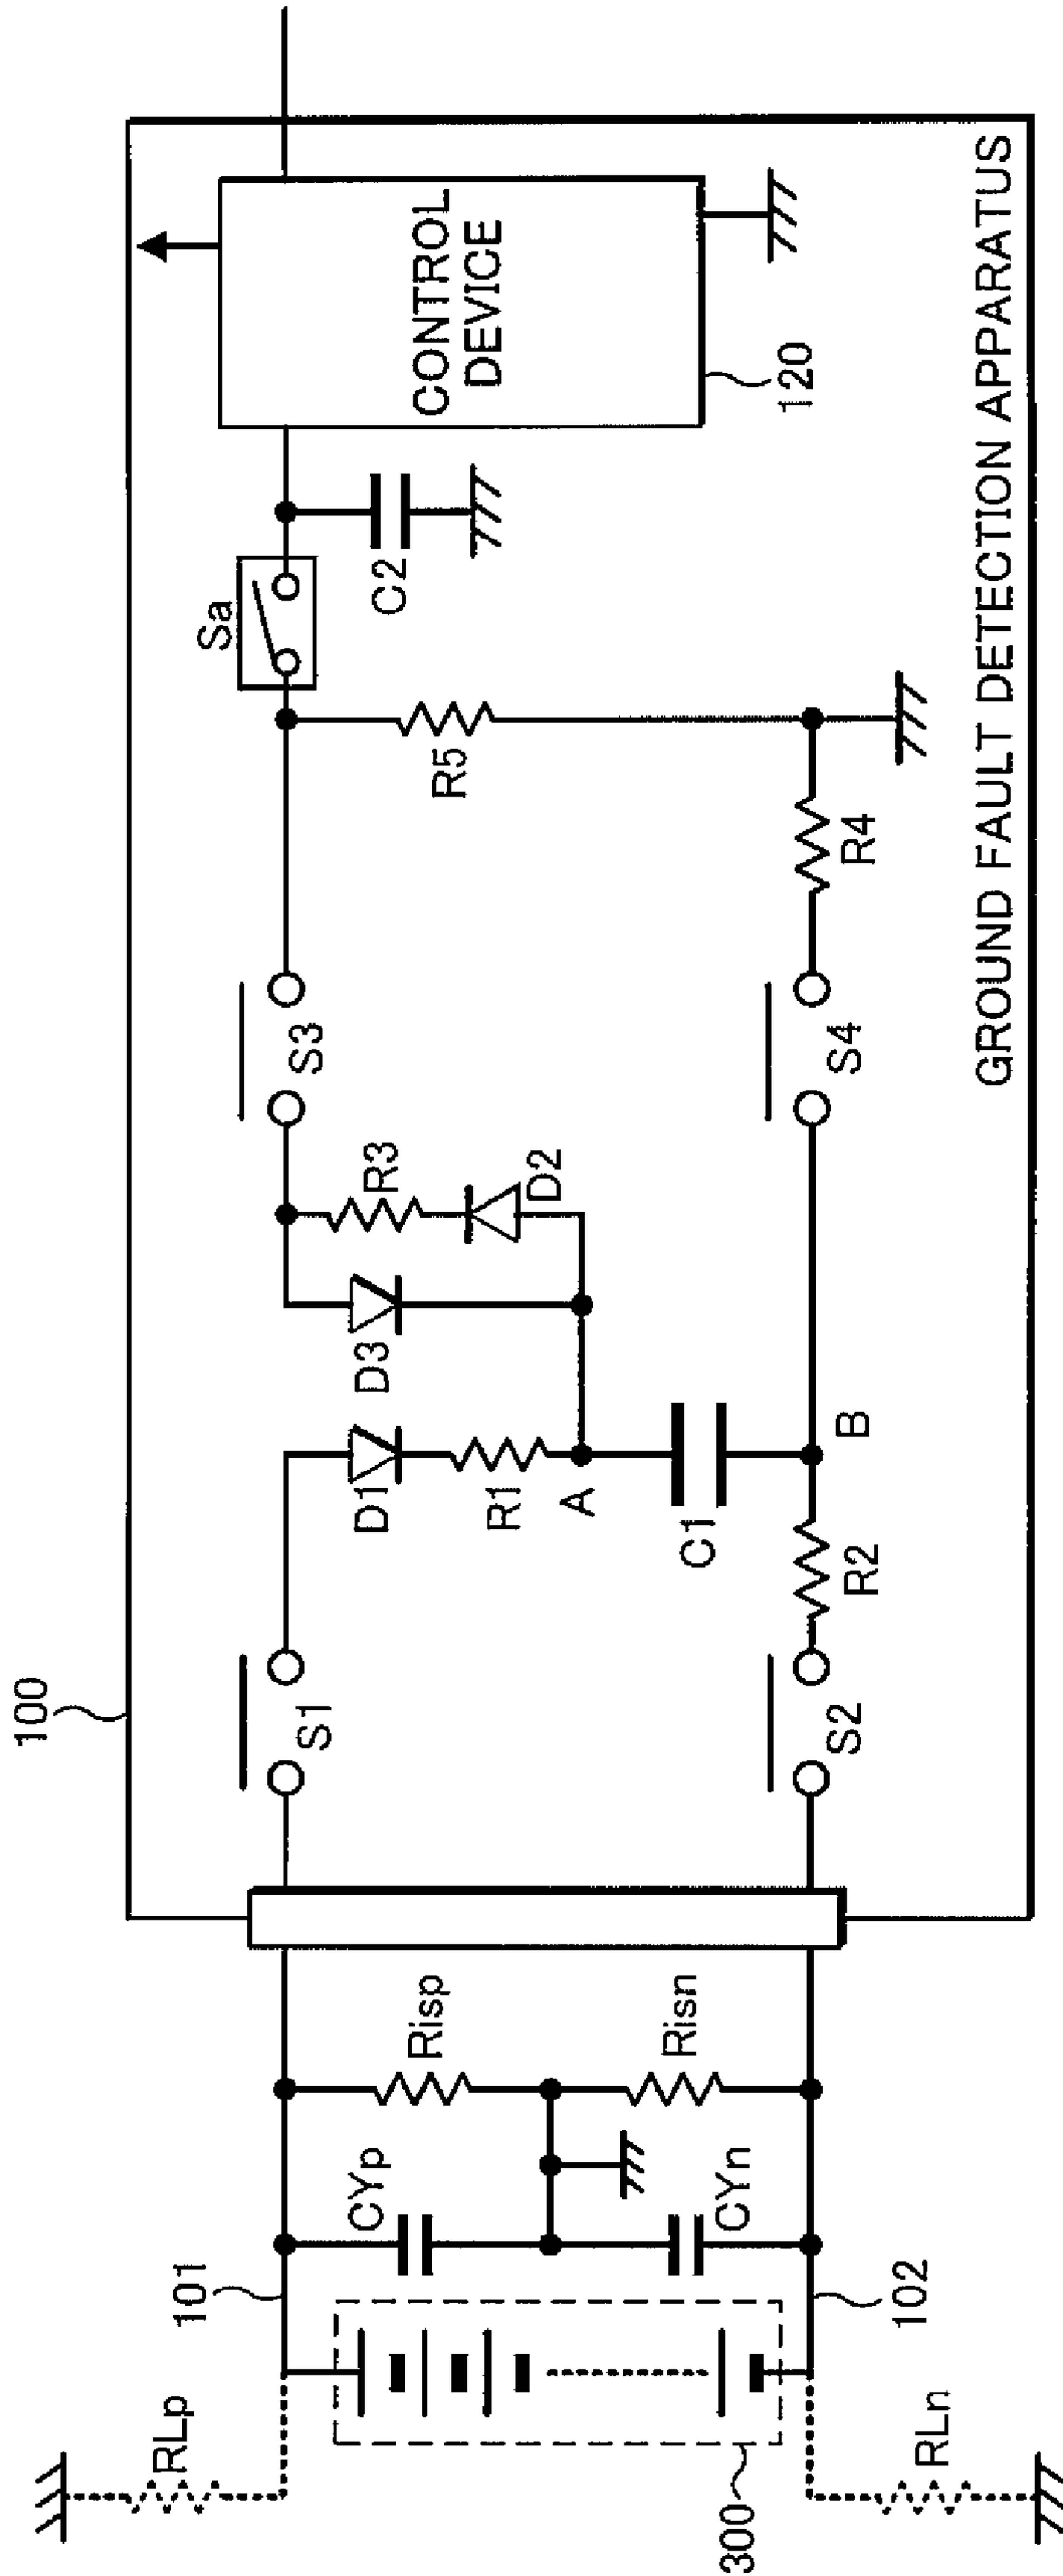 100
RLp
101
CYp
Risp
S1
D1
R1
A
D3
R3
D2
S3
Sa
C2
R5
CONTROL
DEVICE
120
300
CYn
Risn
C1
B
RLn
102
S2
R2
S4
R4
GROUND FAULT DETECTION APPARATUS